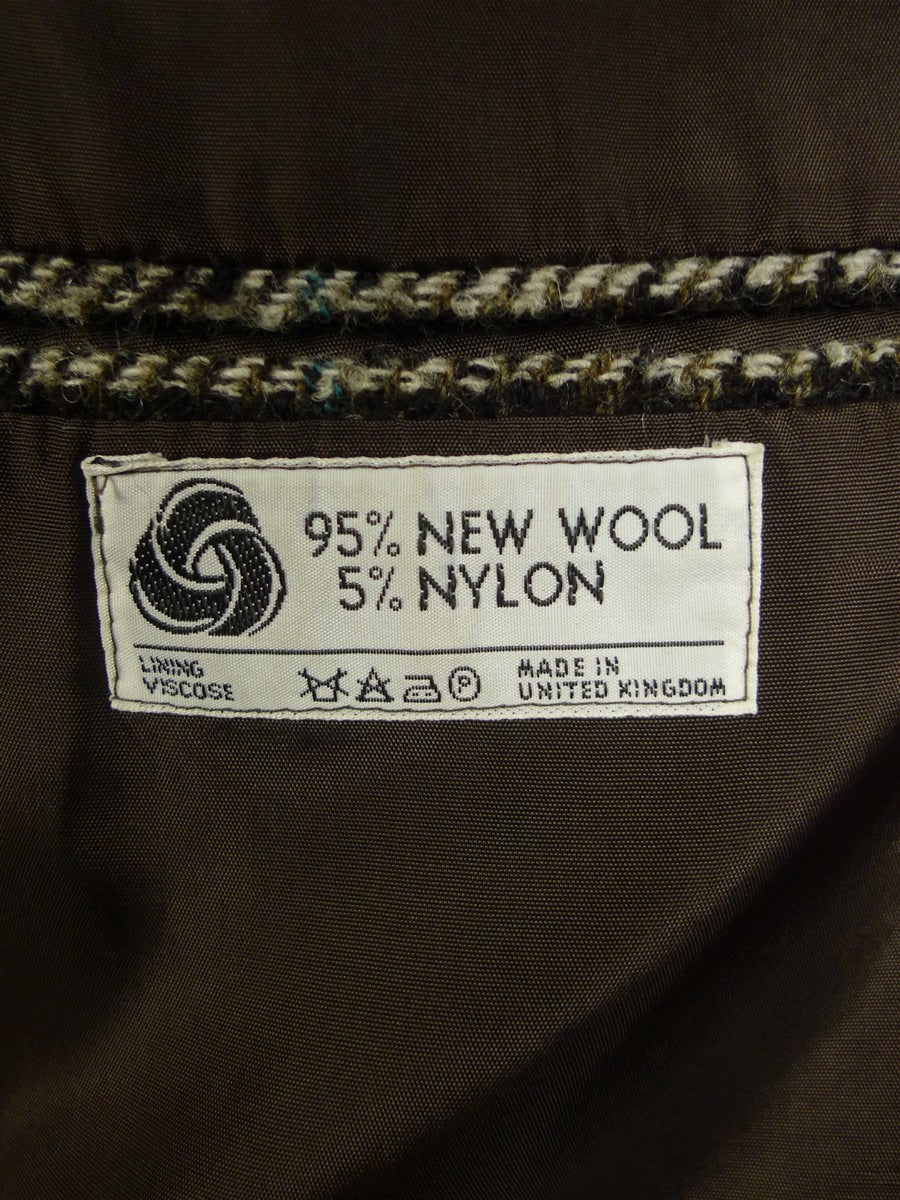 95% NEW WOOL
5% NYLON
LINING
VISCOSE
P
MADE IN
UNITED KINGDOM